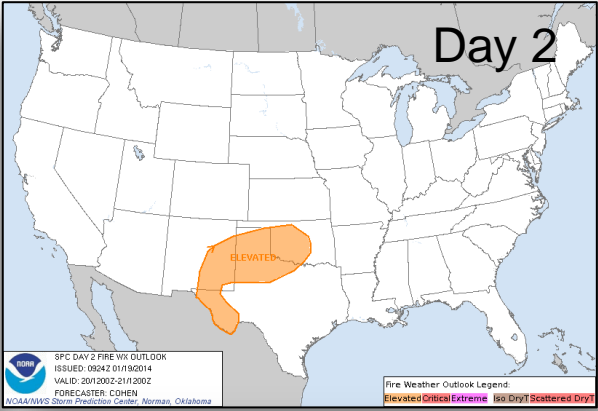 Day 2
ELEVATED
NOAA
SPC DAY 2 FIRE WX OUTLOOK
ISSUED: 0924Z 01/19/2014
VALID: 20/1200Z-21/1200Z
FORECASTER: COHEN
NOAA/NWS Storm Prediction Center, Norman, Oklahoma
Fire Weather Outlook Legend:
Elevated Critical Extreme Iso DryT Scattered DryT